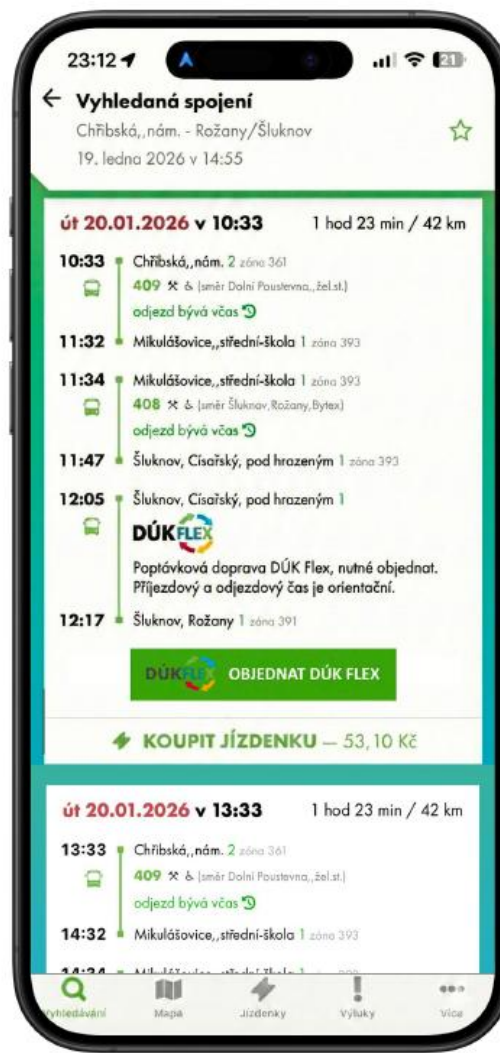 23:12
21
Vyhledaná spojení
Chřibská,,nám. - Rožany/Šluknov
19. ledna 2026 v 14:55
út 20.01.2026 v 10:33 1 hod 23 min / 42 km
10:33 Chřibská,,nám. 2 zóna 361
409 (směr Dolní Poustevna,,žel.st.)
odjezd bývá včas
11:32 Mikulášovice,,střední-škola 1 zóna 393
11:34 Mikulášovice,,střední-škola 1 zóna 393
408 (směr Šluknov,Rožany,Bytex)
odjezd bývá včas
11:47 Šluknov, Císařský, pod hrazeným 1 zóna 393
12:05 Šluknov, Císařský, pod hrazeným 1
DÚK FLEX
Poptávková doprava DÚK Flex, nutné objednat.
Příjezdový a odjezdový čas je orientační.
12:17 Šluknov, Rožany 1 zóna 391
DÚK FLEX OBJEDNAT DÚK FLEX
KOUPIT JÍZDENKU — 53,10 Kč
út 20.01.2026 v 13:33 1 hod 23 min / 42 km
13:33 Chřibská,,nám. 2 zóna 361
409 (směr Dolní Poustevna,,žel.st.)
odjezd bývá včas
14:32 Mikulášovice,,střední-škola 1 zóna 393
Vyhledávání Mapa Jízdenky Výluky Více